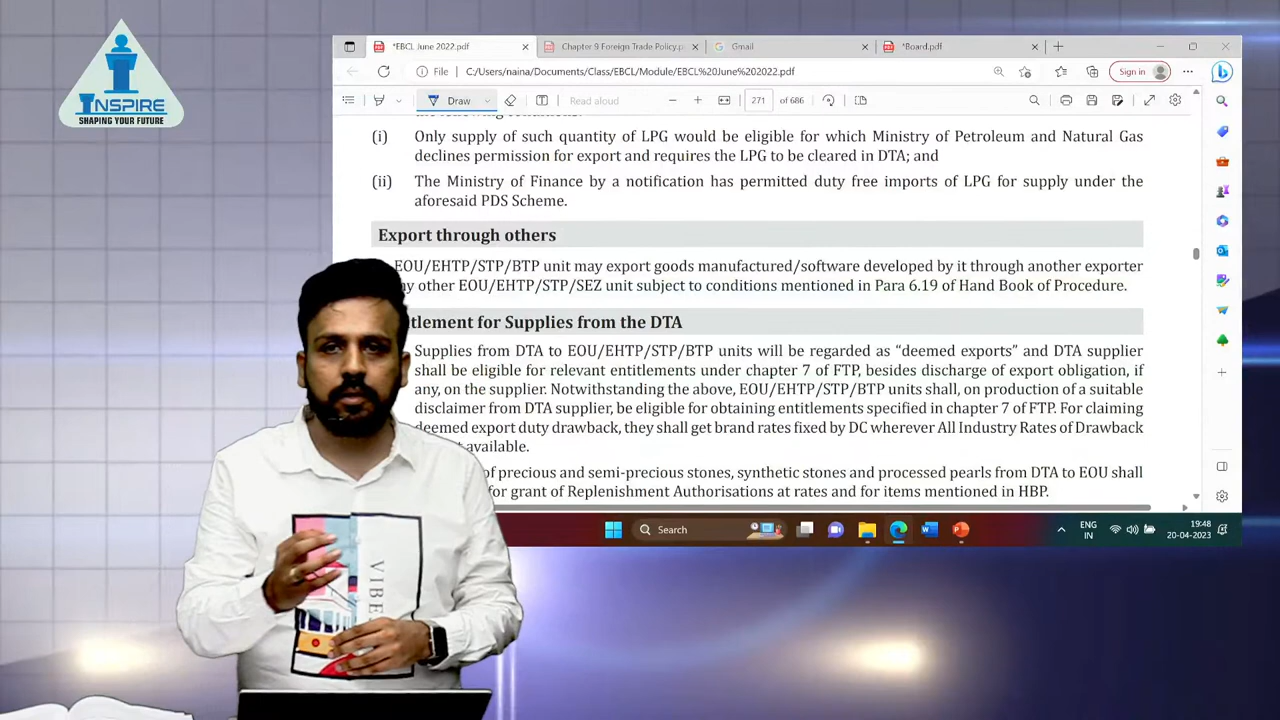 INSPIRE
SHAPING YOUR FUTURE
*EBCL June 2022.pdf
Chapter 9 Foreign Trade Policy.p
Gmail
*Board.pdf
File
C:/Users/naina/Documents/Class/EBCL/Module/EBCL%20June%202022.pdf
Sign in
Draw
Read aloud
271
of 686
(i) Only supply of such quantity of LPG would be eligible for which Ministry of Petroleum and Natural Gas
declines permission for export and requires the LPG to be cleared in DTA; and
(ii) The Ministry of Finance by a notification has permitted duty free imports of LPG for supply under the
aforesaid PDS Scheme.
Export through others
EOU/EHTP/STP/BTP unit may export goods manufactured/software developed by it through another exporter
other EOU/EHTP/STP/SEZ unit subject to conditions mentioned in Para 6.19 of Hand Book of Procedure.
tlement for Supplies from the DTA
Supplies from DTA to EOU/EHTP/STP/BTP units will be regarded as “deemed exports” and DTA supplier
shall be eligible for relevant entitlements under chapter 7 of FTP, besides discharge of export obligation, if
any, on the supplier. Notwithstanding the above, EOU/EHTP/STP/BTP units shall, on production of a suitable
disclaimer from DTA supplier, be eligible for obtaining entitlements specified in chapter 7 of FTP. For claiming
deemed export duty drawback, they shall get brand rates fixed by DC wherever All Industry Rates of Drawback
available.
of precious and semi-precious stones, synthetic stones and processed pearls from DTA to EOU shall
for grant of Replenishment Authorisations at rates and for items mentioned in HBP.
Search
ENG
IN
19:48
20-04-2023
VIBE